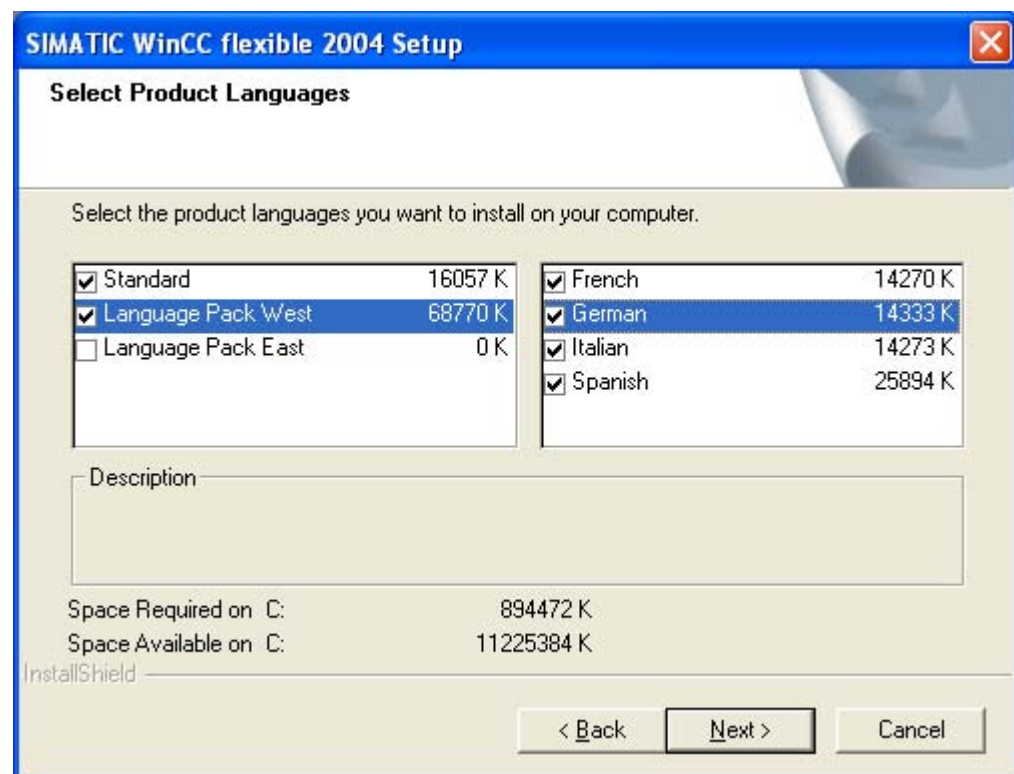 SIMATIC WinCC flexible 2004 Setup
Select Product Languages
Select the product languages you want to install on your computer.
Standard 16057 K
Language Pack West 68770 K
Language Pack East 0 K
French 14270 K
German 14333 K
Italian 14273 K
Spanish 25894 K
Description
Space Required on C: 894472 K
Space Available on C: 11225384 K
InstallShield
< Back Next > Cancel